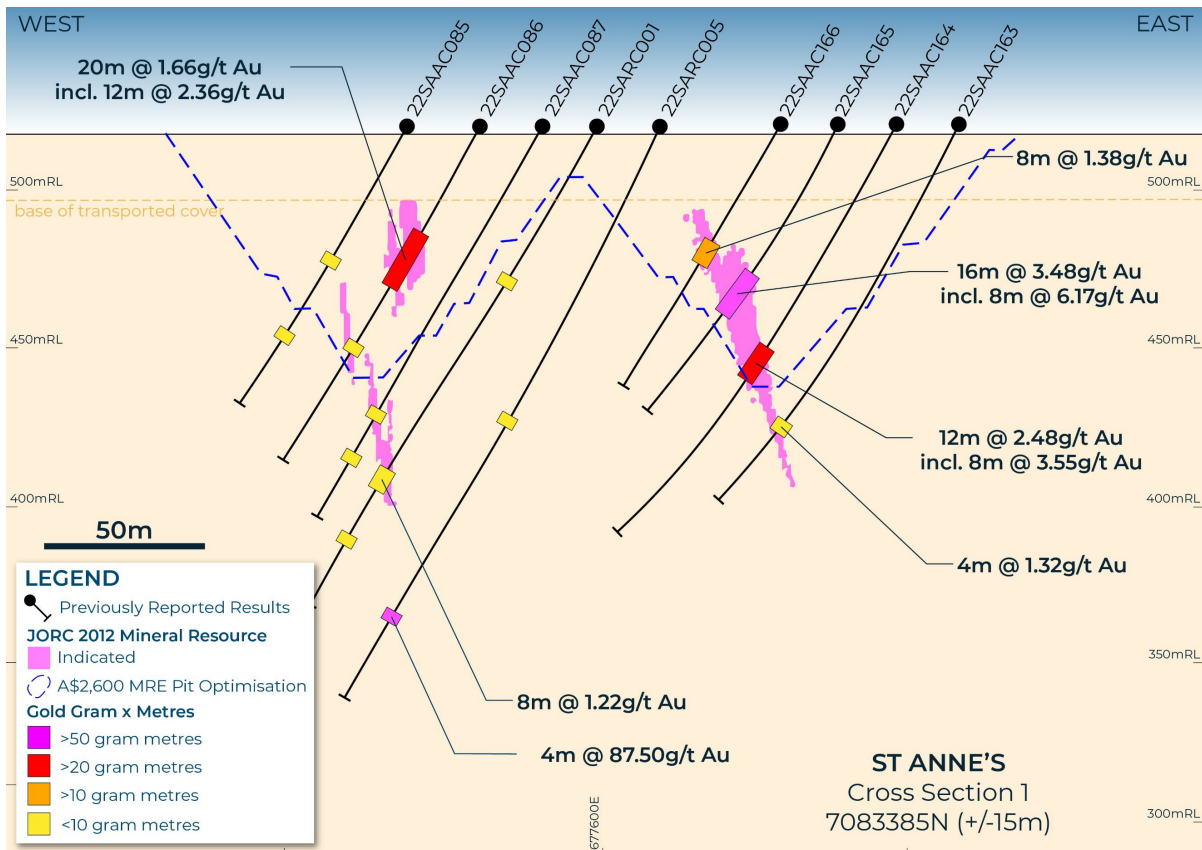 WEST
EAST
22SAAC085
22SAAC086
22SAAC087
22SARC001
22SARC005
22SAAC166
22SAAC165
22SAAC164
22SAAC163
20m @ 1.66g/t Au
incl. 12m @ 2.36g/t Au
8m @ 1.38g/t Au
500mRL
500mRL
base of transported cover
16m @ 3.48g/t Au
incl. 8m @ 6.17g/t Au
450mRL
450mRL
12m @ 2.48g/t Au
incl. 8m @ 3.55g/t Au
400mRL
400mRL
50m
4m @ 1.32g/t Au
LEGEND
Previously Reported Results
JORC 2012 Mineral Resource
Indicated
A$2,600 MRE Pit Optimisation
Gold Gram x Metres
>50 gram metres
>20 gram metres
>10 gram metres
<10 gram metres
350mRL
8m @ 1.22g/t Au
4m @ 87.50g/t Au
677600E
ST ANNE'S
Cross Section 1
7083385N (+/-15m)
300mRL